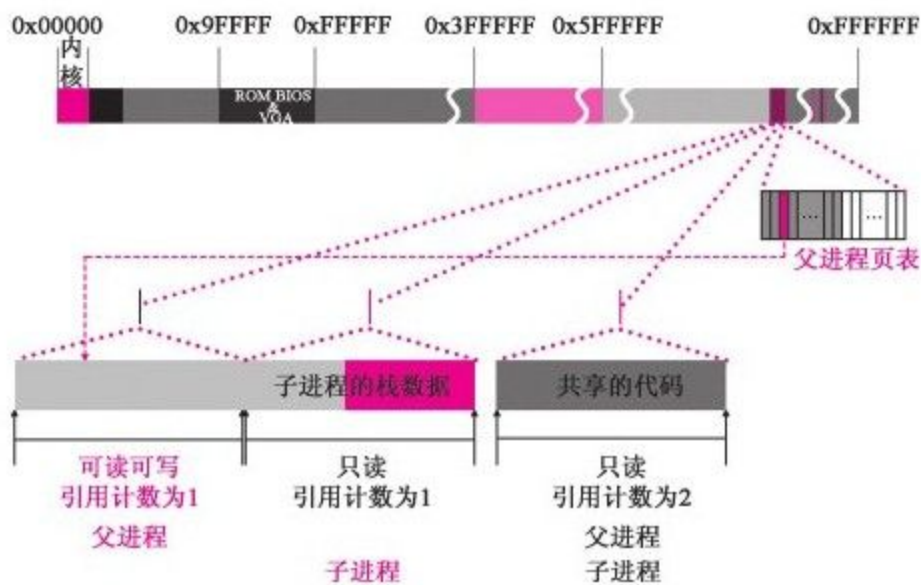 0x00000 0x9FFFF 0xFFFFF 0x3FFFFF 0x5FFFFF 0xFFFFFF
内
核
ROM BIOS
&
VGA
...
...
父进程页表
子进程的栈数据 共享的代码
可读可写 只读 只读
引用计数为1 引用计数为1 引用计数为2
父进程 父进程
子进程 子进程